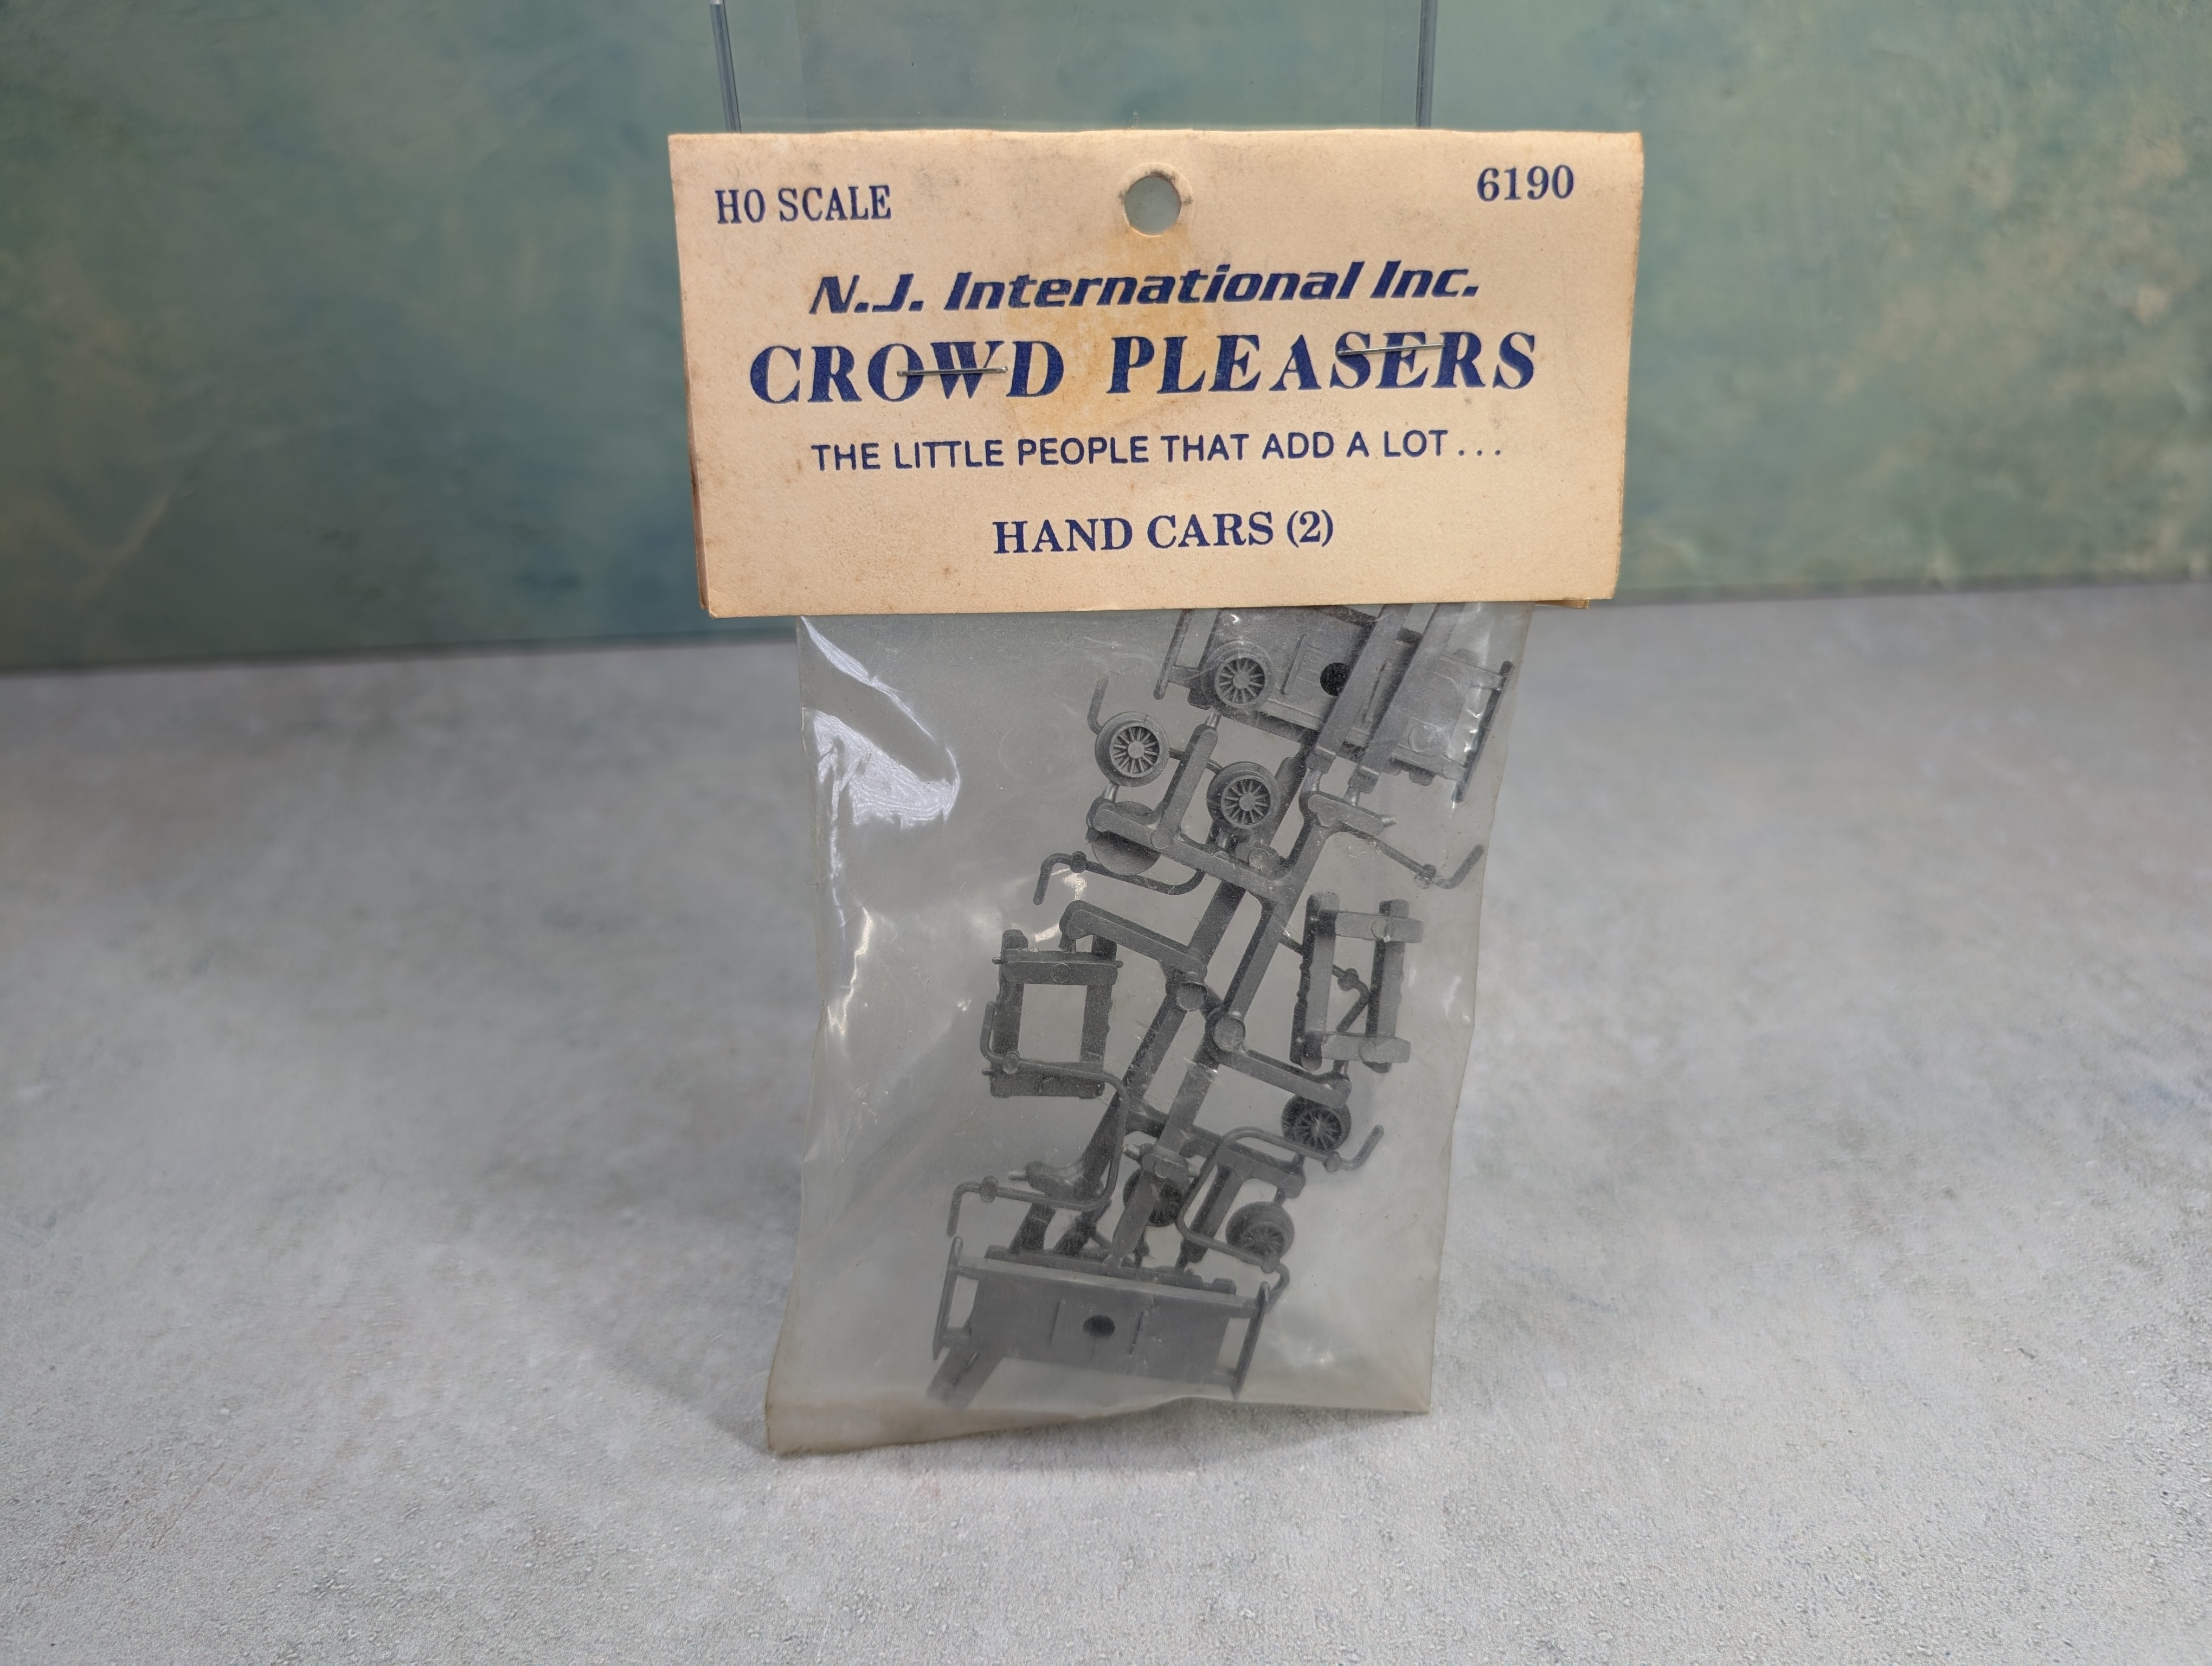 HO SCALE
6190
N.J. International Inc.
CROWD PLEASERS
THE LITTLE PEOPLE THAT ADD A LOT...
HAND CARS (2)